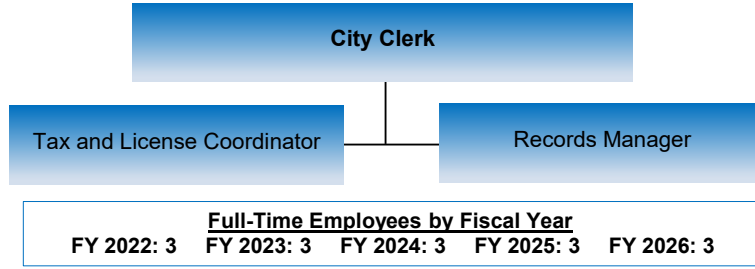 City Clerk
Tax and License Coordinator
Records Manager
Full-Time Employees by Fiscal Year
FY 2022: 3 FY 2023: 3 FY 2024: 3 FY 2025: 3 FY 2026: 3